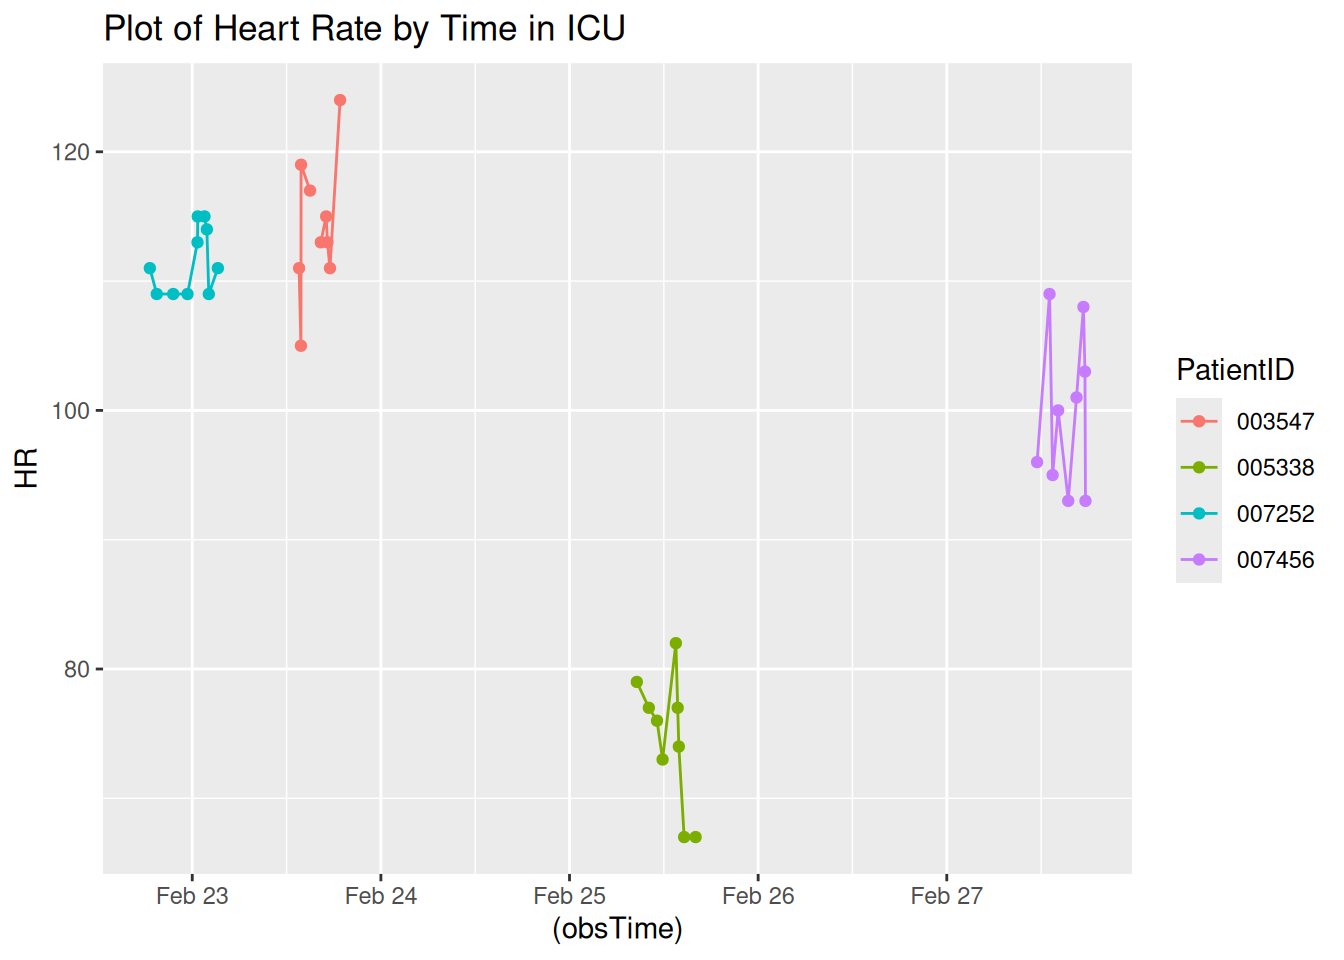 Plot of Heart Rate by Time in ICU
120
100
80
HR
Feb 23
Feb 24
Feb 25
Feb 26
Feb 27
(obsTime)
PatientID
003547
005338
007252
007456